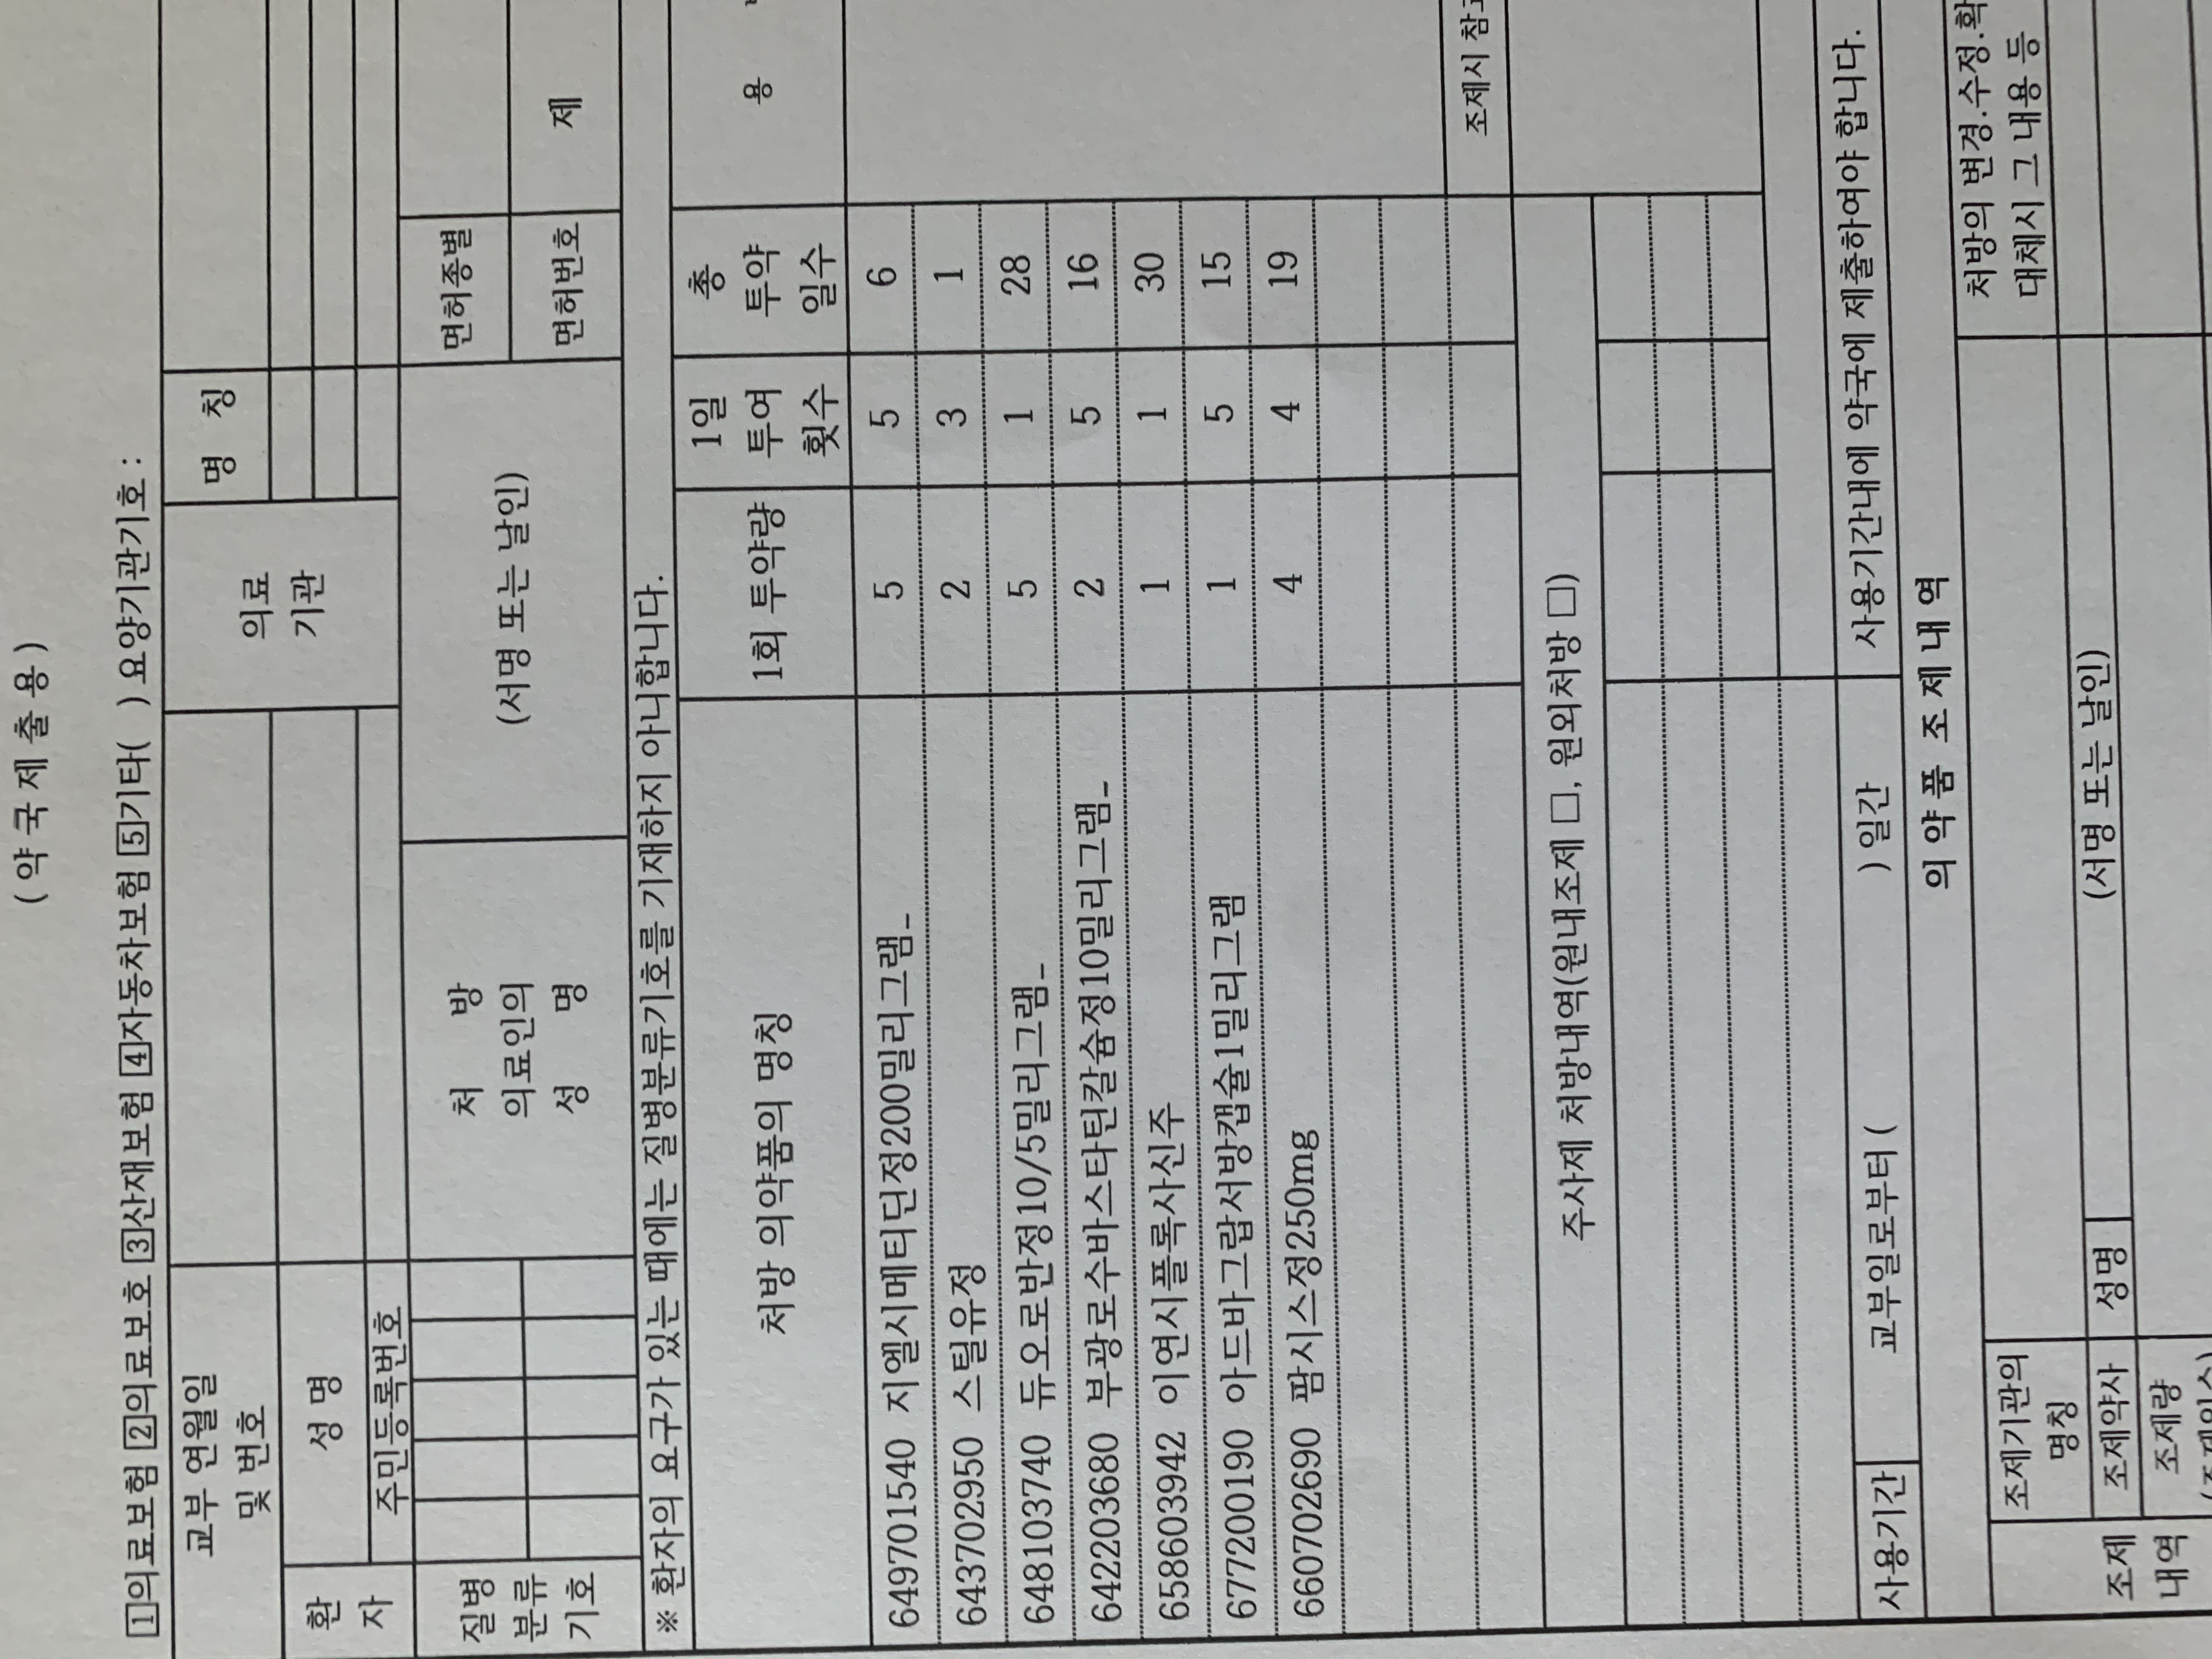 (약국제출용)
1의료보험 2의료보호 3산재보험 4자동차보험 5기타( ) 요양기관기호 :
교부 연월일
및 번호
의료
기관
명 칭
환
자
성 명
주민등록번호
질병
분류
기호
처 방
의료인의
성 명
(서명 또는 날인)
면허종별
면허번호
제
※ 환자의 요구가 있는 때에는 질병분류기호를 기재하지 아니합니다.
처방 의약품의 명칭
1회 투약량
1일
투여
횟수
총
투약
일수
용
649701540 지엘시메티딘정200밀리그램_ 5 5 6
643702950 스틸유정 2 3 1
648103740 듀오로반정10/5밀리그램_ 5 1 28
642203680 부광로수바스타틴칼슘정10밀리그램_ 2 5 16
658603942 이연시플록사신주 1 1 30
677200190 아드바그랍서방캡슐1밀리그램 1 5 15
660702690 팜시스정250mg 4 4 19
조제시 참고
주사제 처방내역(원내조제 □, 원외처방 □)
사용기간 교부일로부터 ( ) 일간 사용기간내에 약국에 제출하여야 합니다.
의 약 품 조 제 내 역
조제
내역
조제기관의
명칭
처방의 변경.수정.확
대체시 그 내용 등
조제약사 성명 (서명 또는 날인)
조제량
(조제일수)